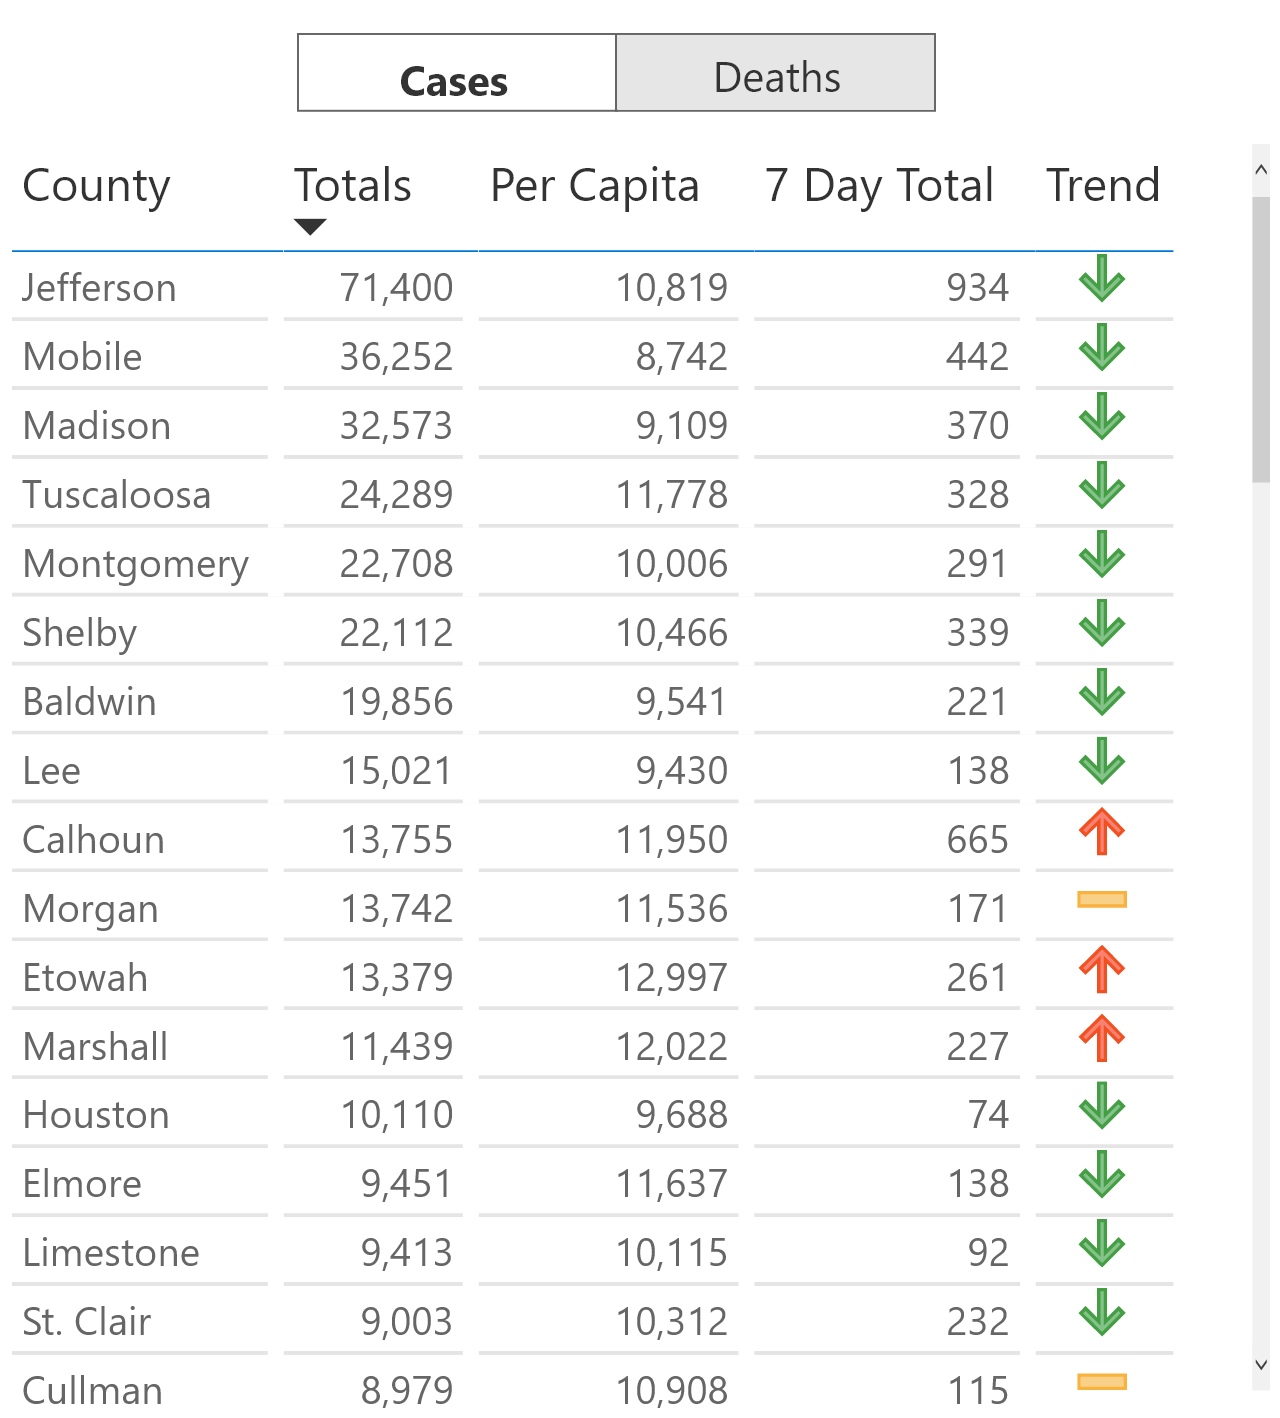 Cases Deaths
County Totals Per Capita 7 Day Total Trend
Jefferson 71,400 10,819 934
Mobile 36,252 8,742 442
Madison 32,573 9,109 370
Tuscaloosa 24,289 11,778 328
Montgomery 22,708 10,006 291
Shelby 22,112 10,466 339
Baldwin 19,856 9,541 221
Lee 15,021 9,430 138
Calhoun 13,755 11,950 665
Morgan 13,742 11,536 171
Etowah 13,379 12,997 261
Marshall 11,439 12,022 227
Houston 10,110 9,688 74
Elmore 9,451 11,637 138
Limestone 9,413 10,115 92
St. Clair 9,003 10,312 232
Cullman 8,979 10,908 115